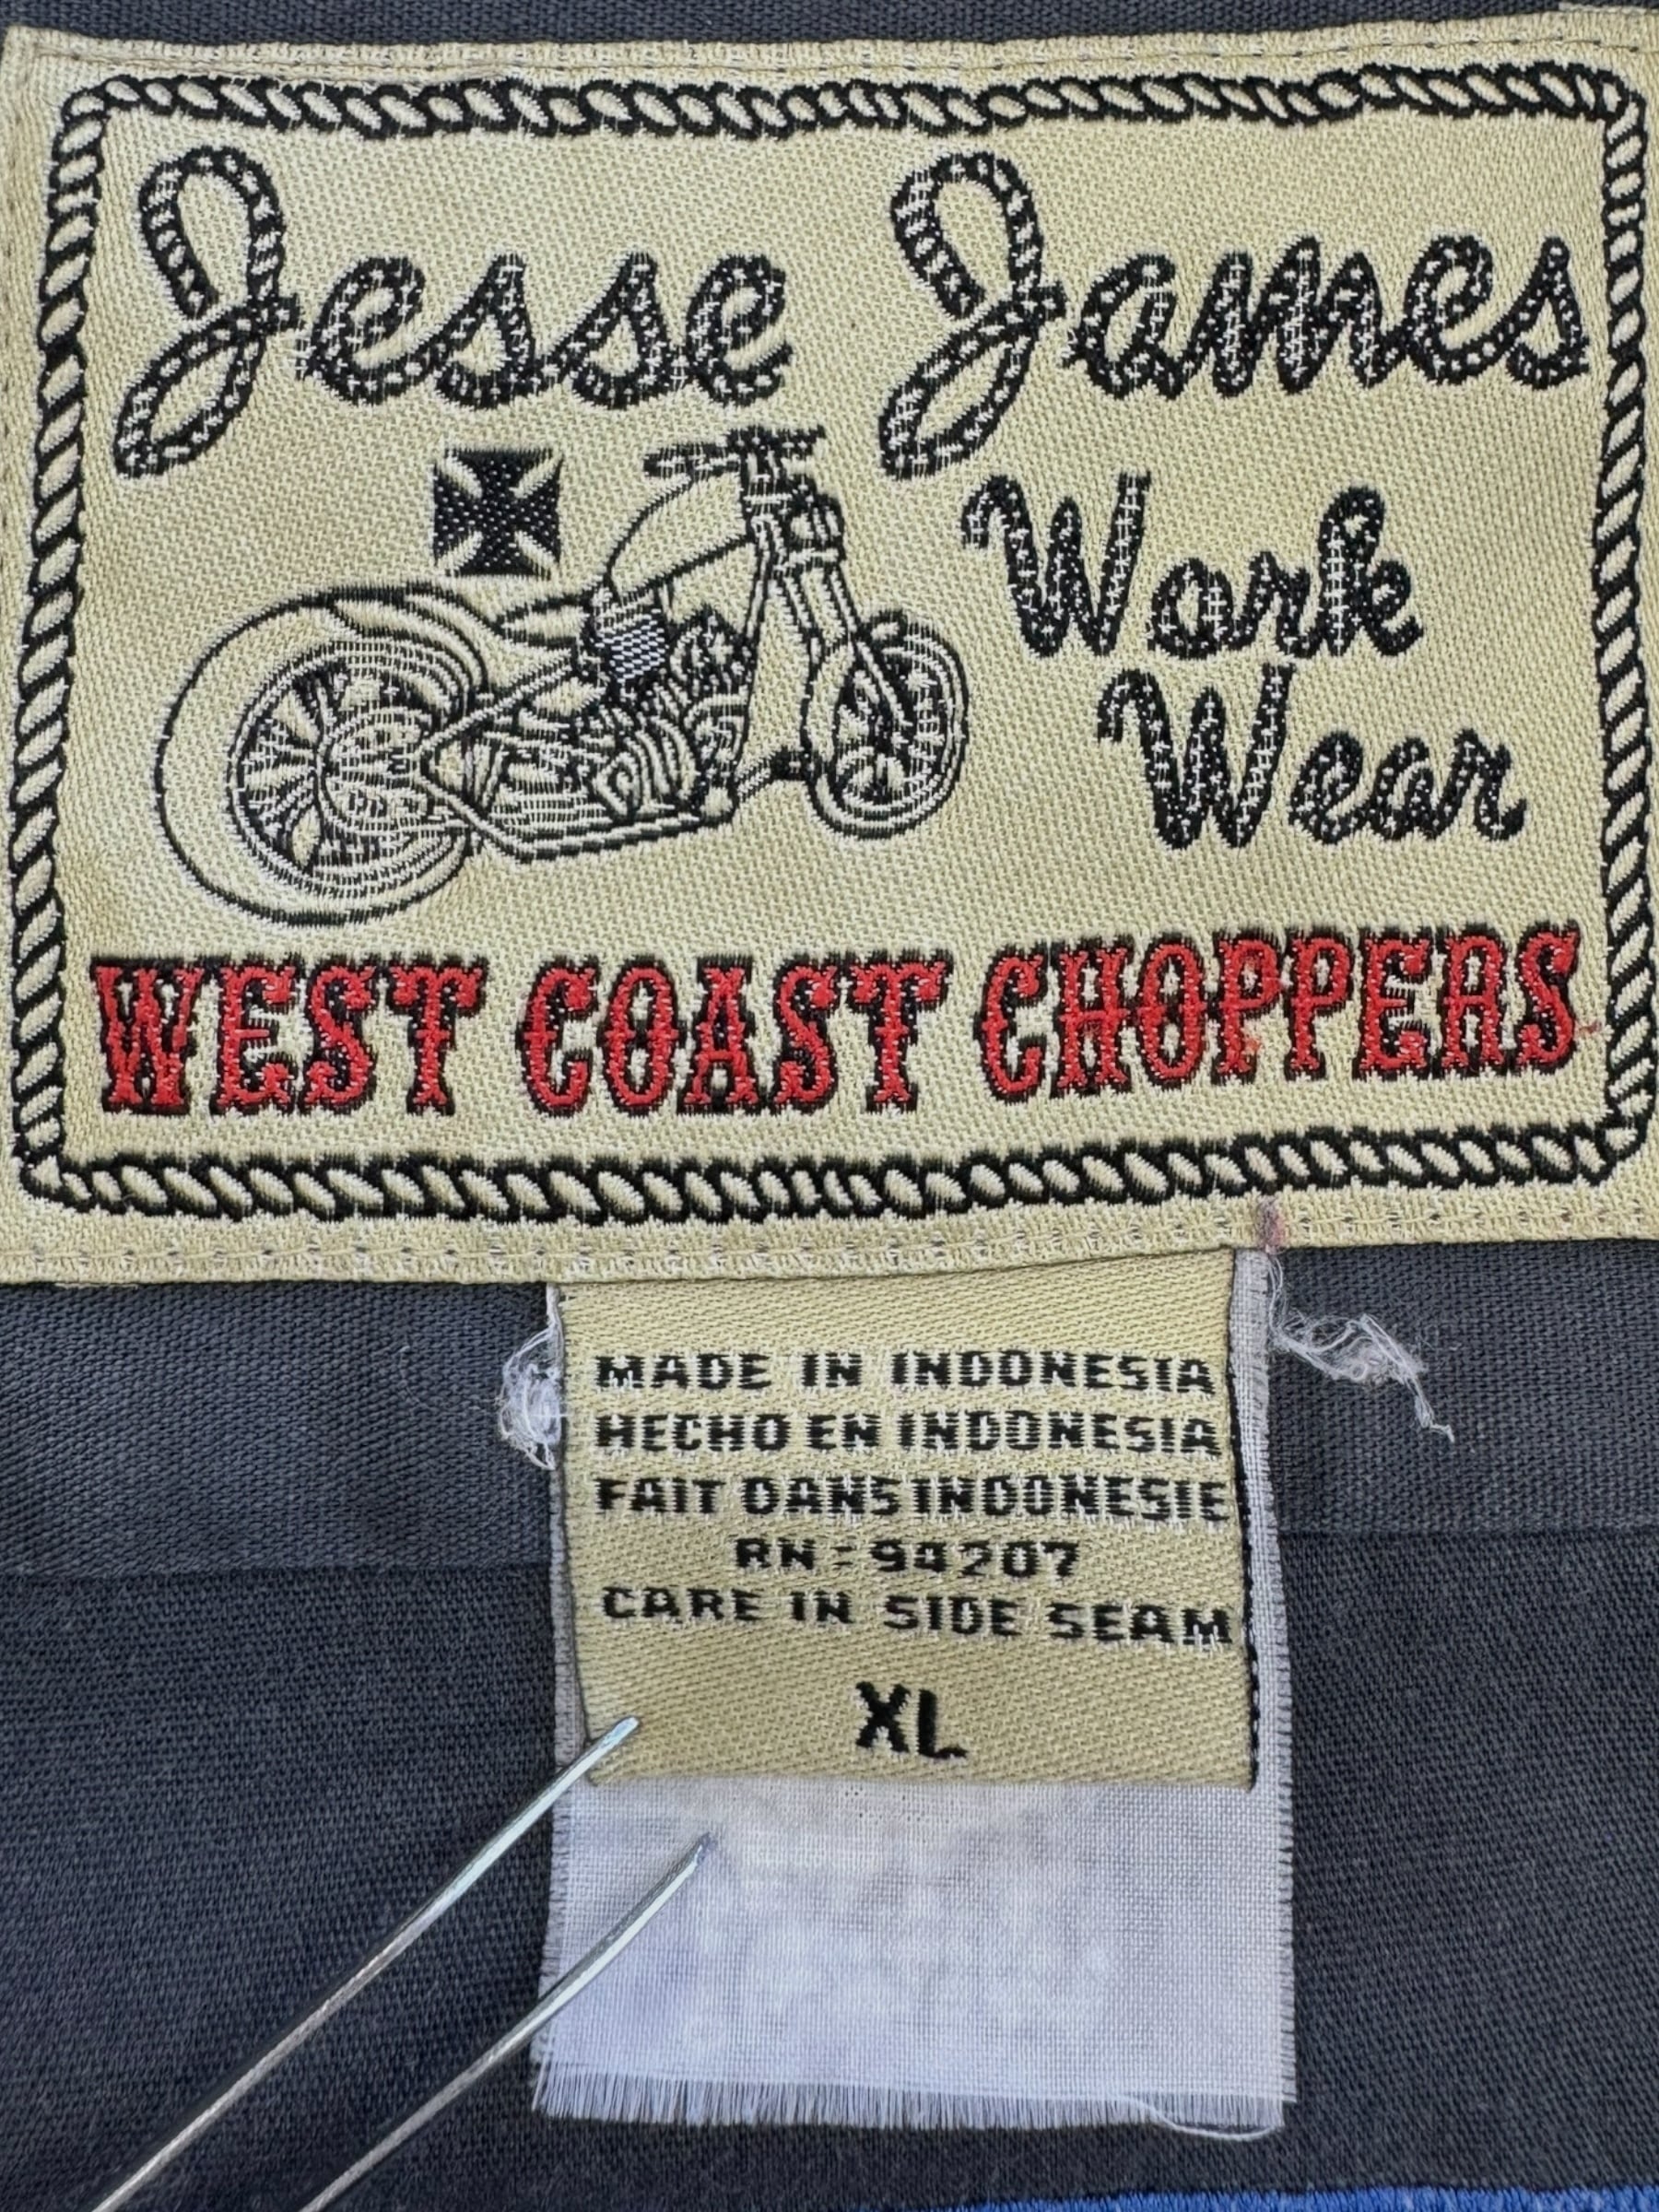 Jesse James
Work
Wear
WEST COAST CHOPPERS
MADE IN INDONESIA
HECHO EN INDONESIA
FAIT DANS INDONESIE
RN: 94207
CARE IN SIDE SEAM
XL